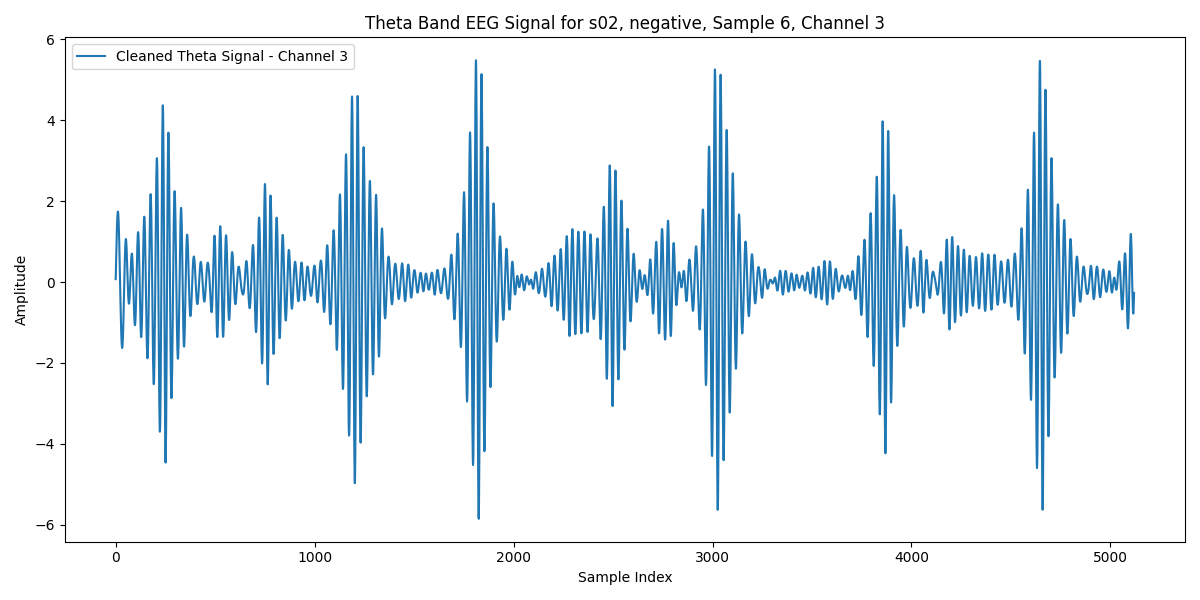 Theta Band EEG Signal for s02, negative, Sample 6, Channel 3
Cleaned Theta Signal - Channel 3
Amplitude
6
4
2
0
−2
−4
−6
0 1000 2000 3000 4000 5000
Sample Index